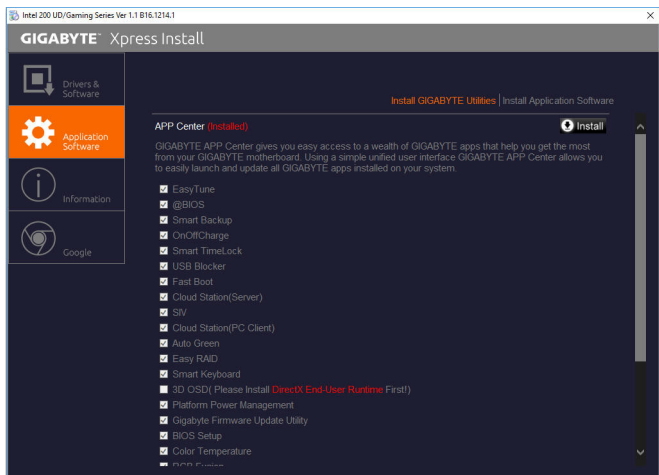 Intel 200 UD/Gaming Series Ver 1.1 B16.1214.1
GIGABYTE™ Xpress Install
Drivers &
Software
Application
Software
Information
Google
Install GIGABYTE Utilities | Install Application Software
APP Center (Installed)
Install
GIGABYTE APP Center gives you easy access to a wealth of GIGABYTE apps that help you get the most
from your GIGABYTE motherboard. Using a simple unified user interface GIGABYTE APP Center allows you
to easily launch and update all GIGABYTE apps installed on your system.
EasyTune
@BIOS
Smart Backup
OnOffCharge
Smart TimeLock
USB Blocker
Fast Boot
Cloud Station(Server)
SIV
Cloud Station(PC Client)
Auto Green
Easy RAID
Smart Keyboard
3D OSD( Please Install DirectX End-User Runtime First!)
Platform Power Management
Gigabyte Firmware Update Utility
BIOS Setup
Color Temperature
RGB Fusion